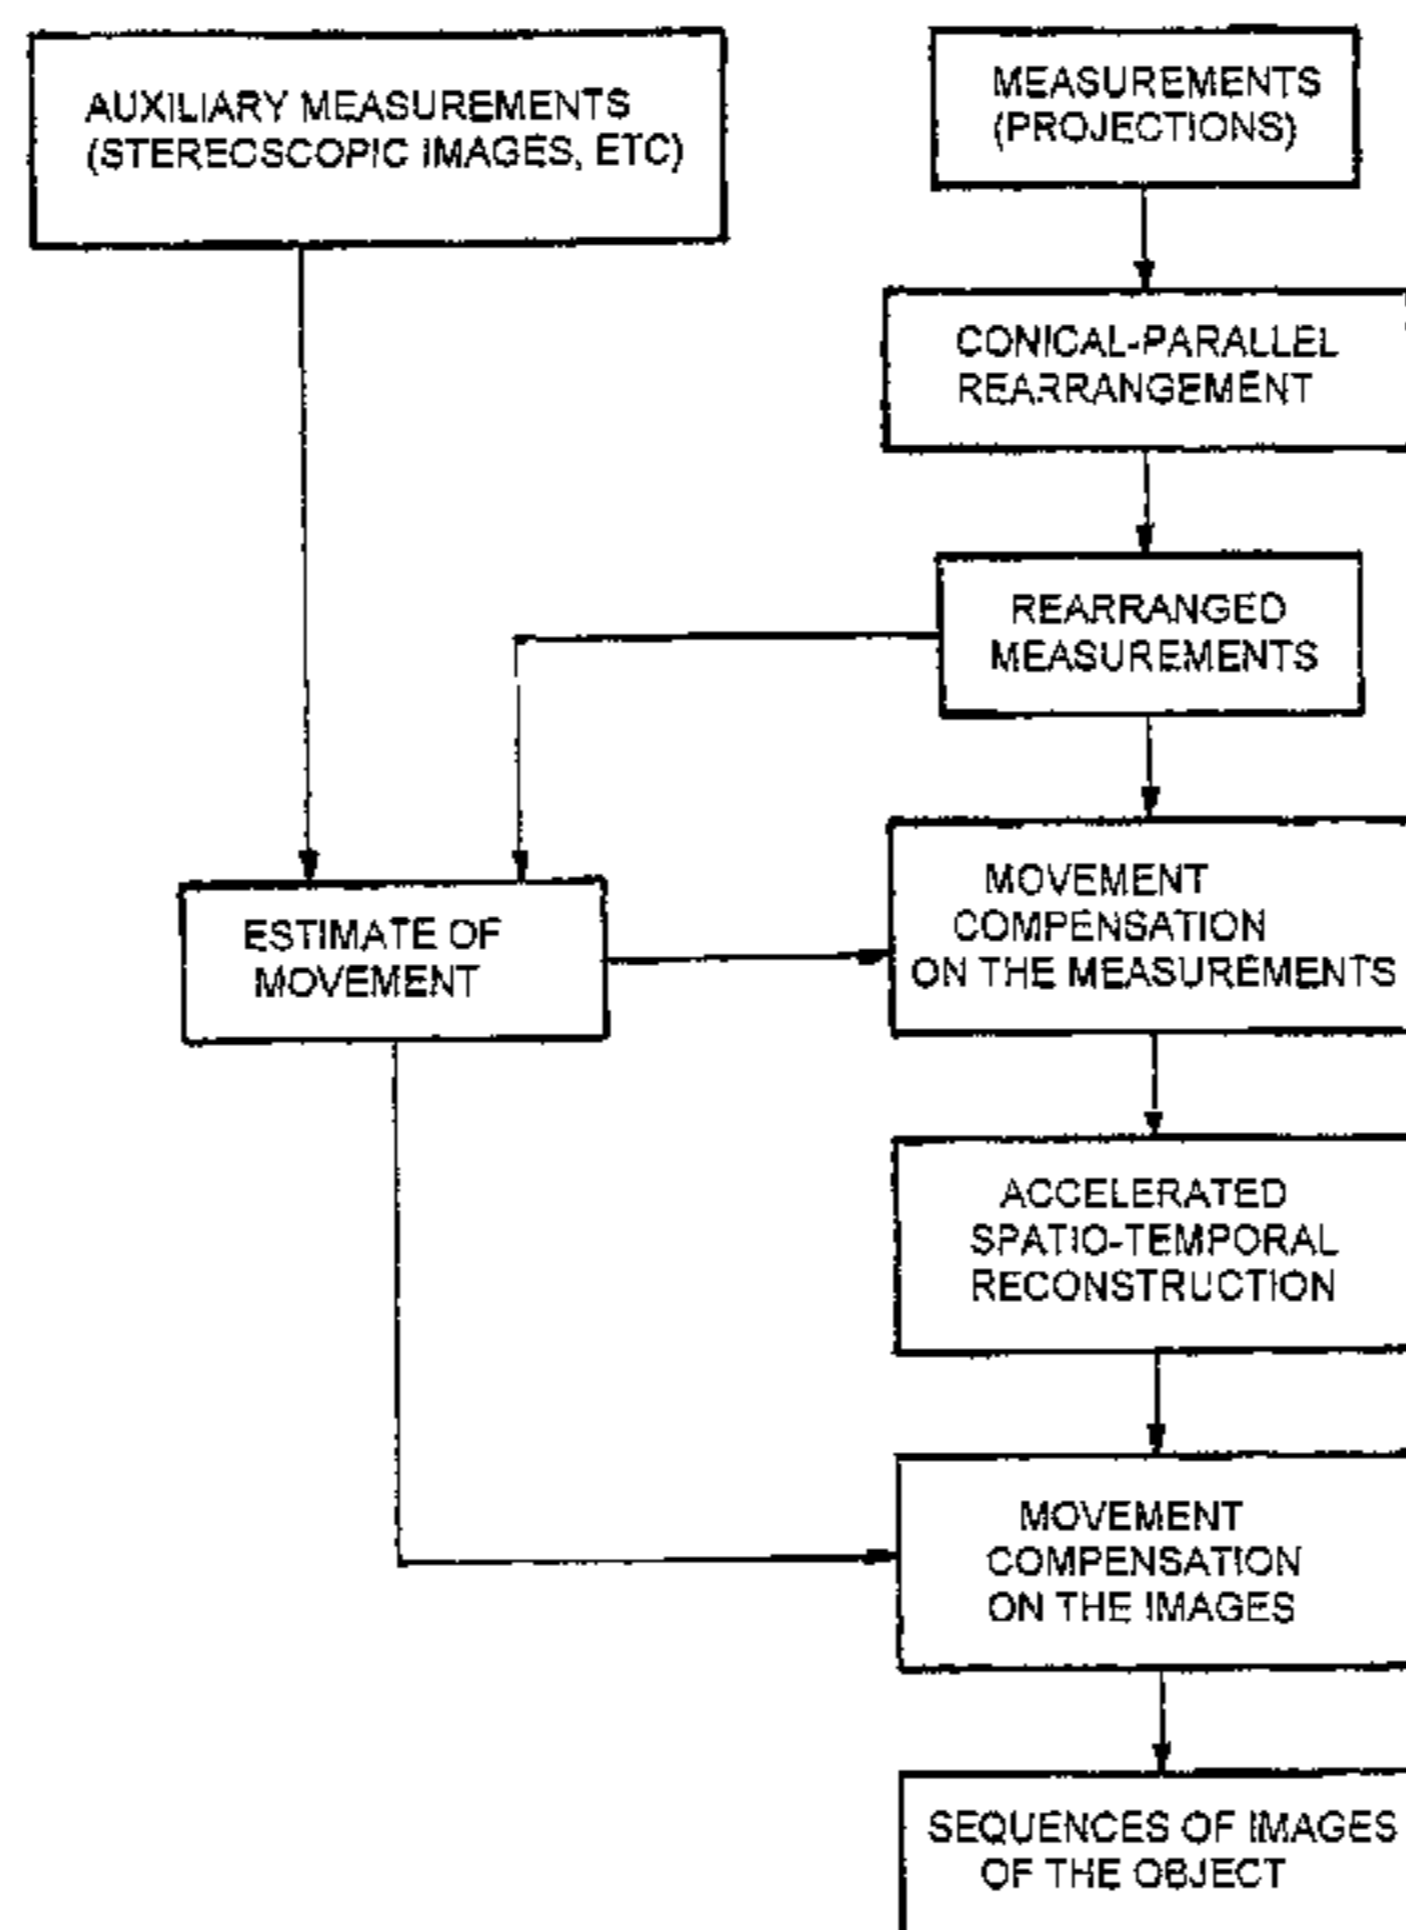 AUXILIARY MEASUREMENTS
(STEREOSCOPIC IMAGES, ETC)
MEASUREMENTS
(PROJECTIONS)
CONICAL-PARALLEL
REARRANGEMENT
REARRANGED
MEASUREMENTS
ESTIMATE OF
MOVEMENT
MOVEMENT
COMPENSATION
ON THE MEASUREMENTS
ACCELERATED
SPATIO-TEMPORAL
RECONSTRUCTION
MOVEMENT
COMPENSATION
ON THE IMAGES
SEQUENCES OF IMAGES
OF THE OBJECT